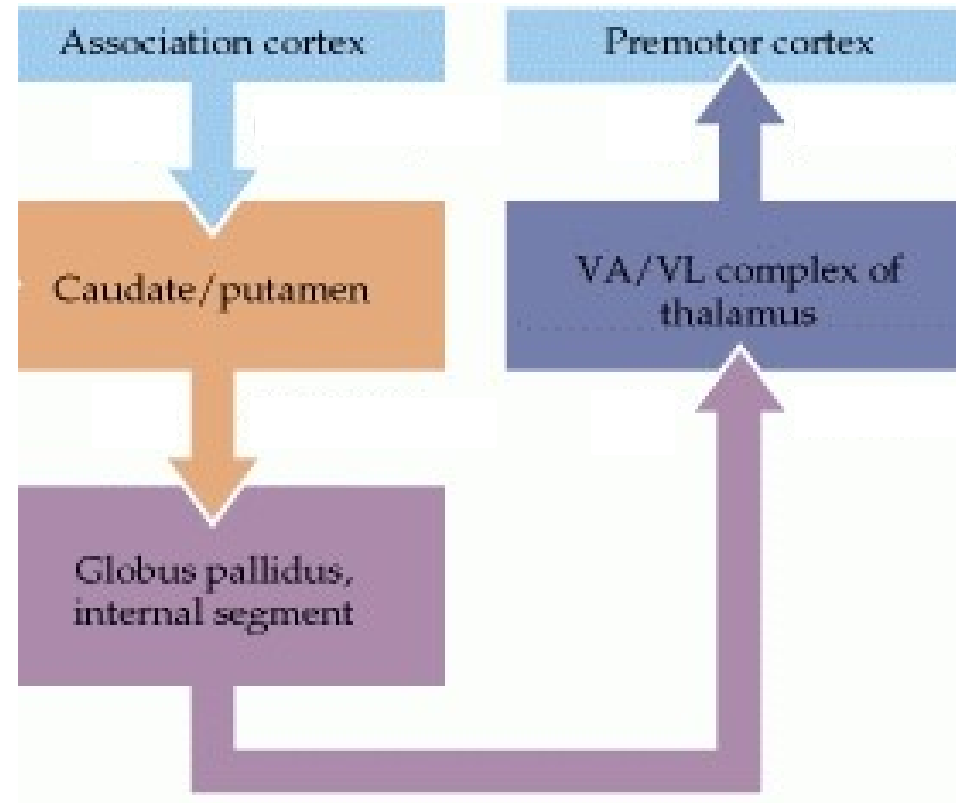 Association cortex
Premotor cortex
Caudate/putamen
VA/VL complex of
thalamus
Globus pallidus,
internal segment